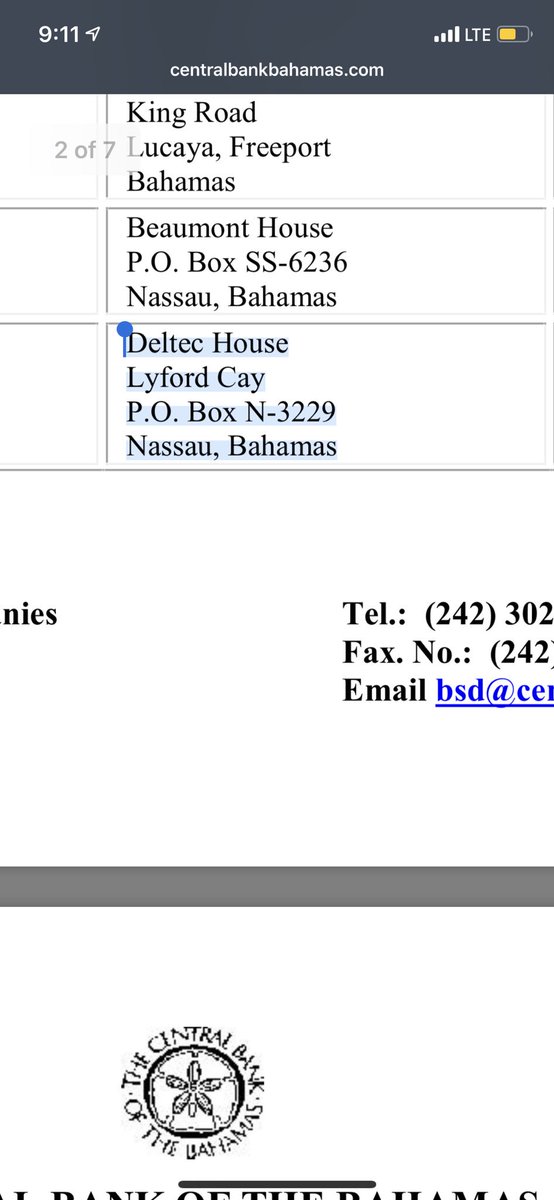 9:11
LTE
centralbankbahamas.com
King Road
2 of 7
Lucaya, Freeport
Bahamas
Beaumont House
P.O. Box SS-6236
Nassau, Bahamas
Deltec House
Lyford Cay
P.O. Box N-3229
Nassau, Bahamas
nies
Tel.: (242) 302
Fax. No.: (242)
Email bsd@cen
THE CENTRAL BANK
OF THE BAHAMAS
AL BANK OF THE BAHAMAS